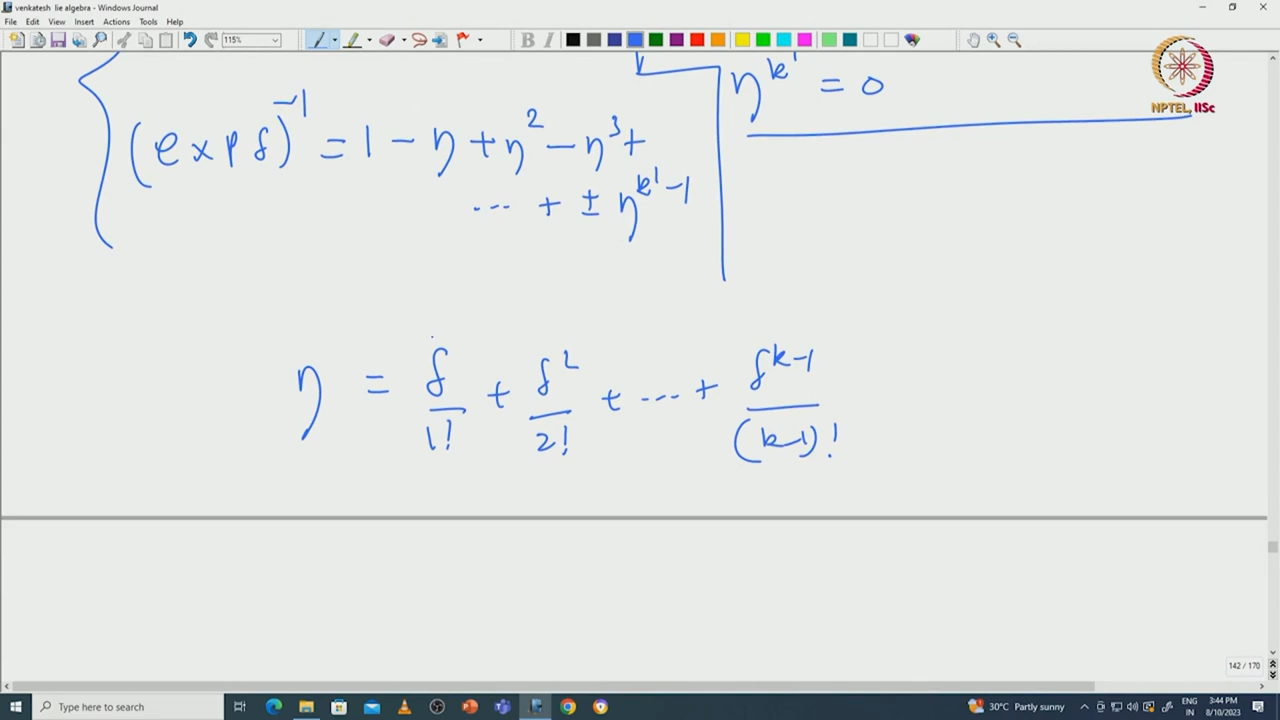 venkatesh lie algebra - Windows Journal
File Edit View Insert Actions Tools Help
115%
η^k' = 0
(exp δ)^-1 = 1 - η + η^2 - η^3 +
... + ± η^k'-1
η = δ/1! + δ^2/2! + ... + δ^k-1/(k-1)!
NPTEL, IISc
142 / 170
Type here to search
30°C Partly sunny
ENG
IN
3:44 PM
8/10/2023